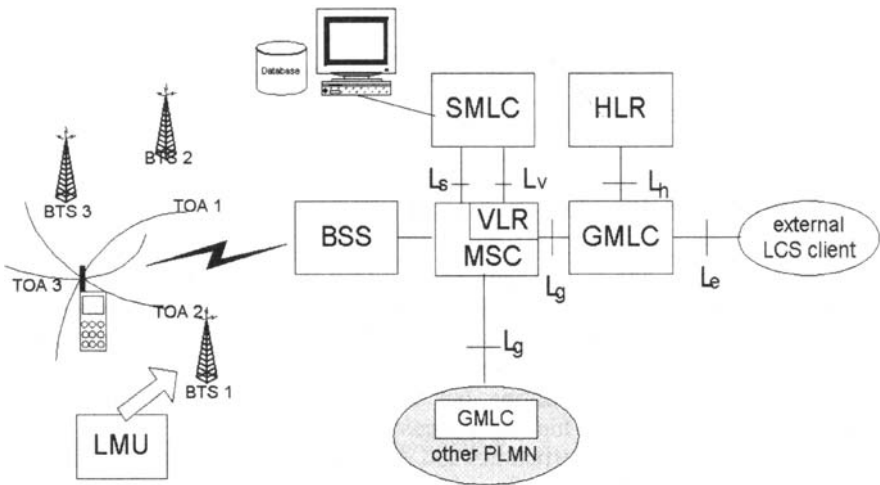 Database
SMLC
HLR
BTS 2
BTS 3
Ls
Lv
Lh
TOA 1
BSS
VLR
MSC
GMLC
external
LCS client
Lg
Le
TOA 3
TOA 2
BTS 1
Lg
LMU
GMLC
other PLMN